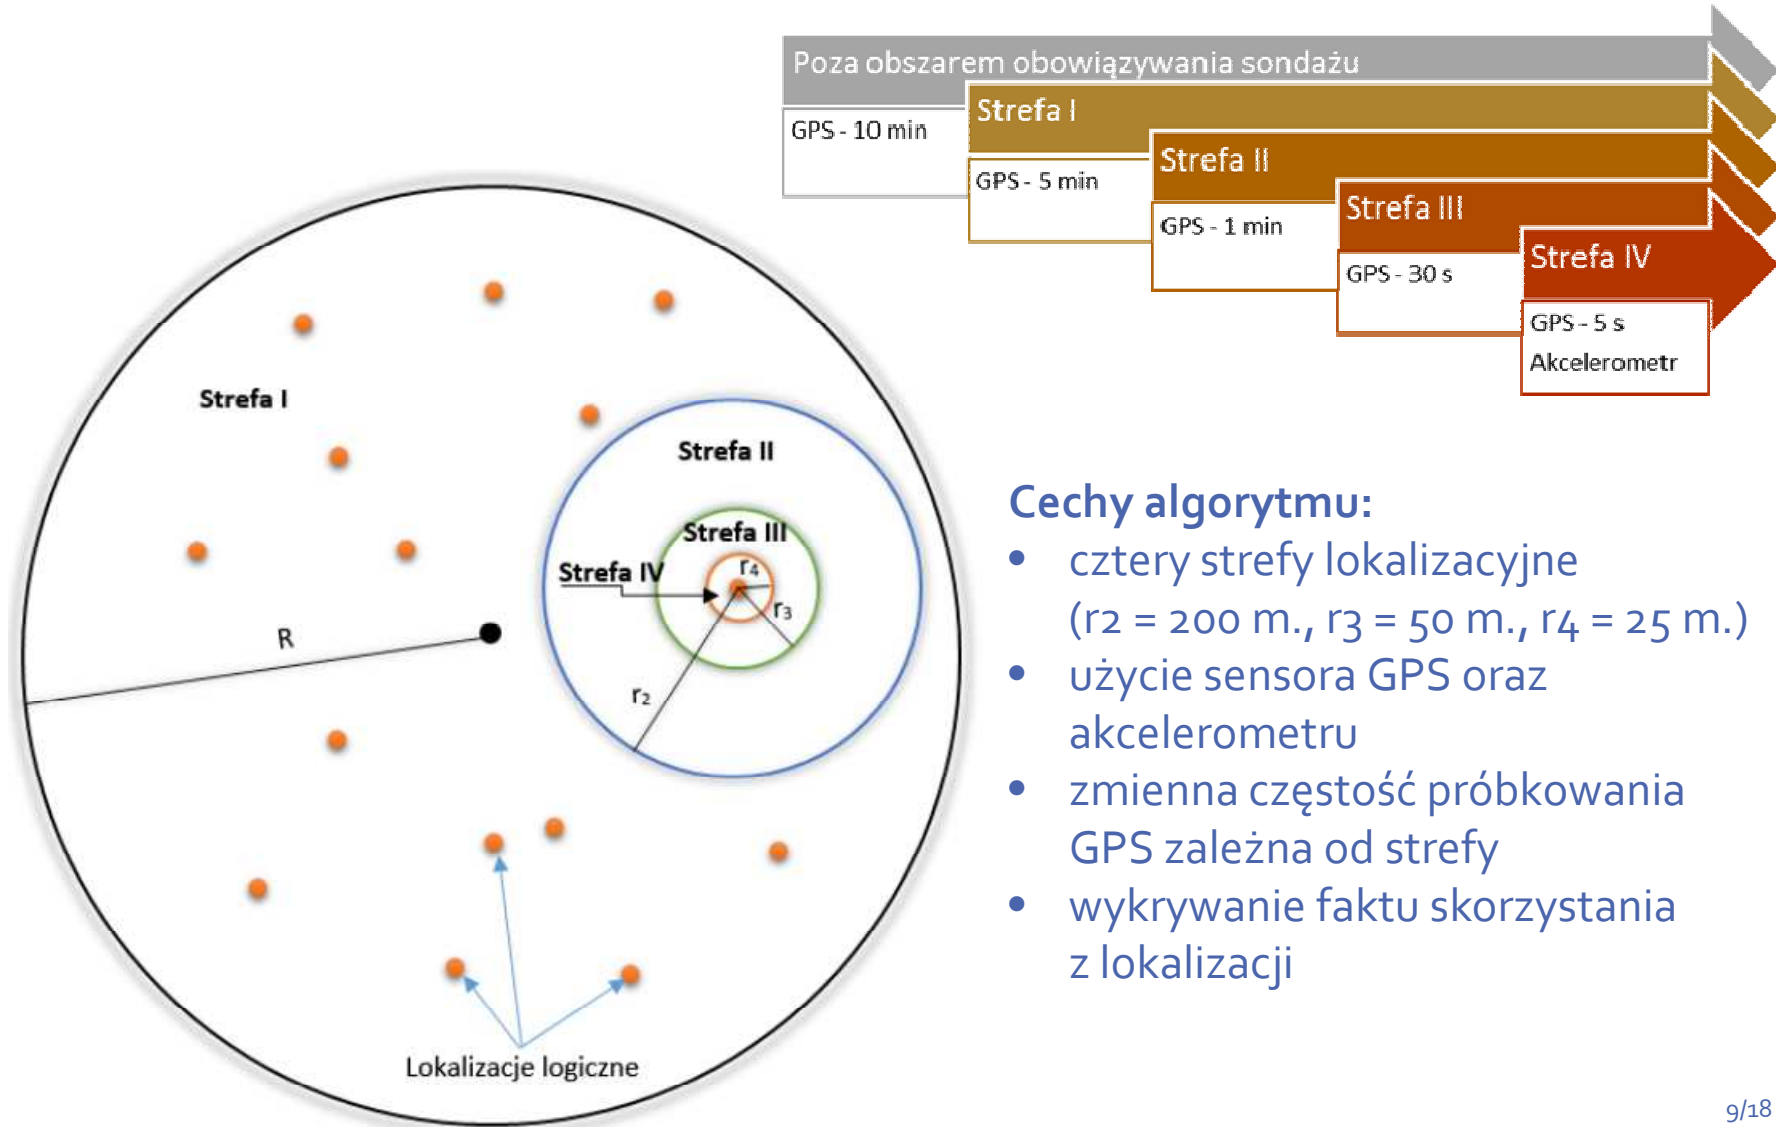 Poza obszarem obowiązywania sondażu
GPS - 10 min
Strefa I
GPS - 5 min
Strefa II
GPS - 1 min
Strefa III
GPS - 30 s
Strefa IV
GPS - 5 s
Akcelerometr
Strefa I
Strefa II
Strefa III
Strefa IV
r4
r3
R
r2
Lokalizacje logiczne
Cechy algorytmu:
• cztery strefy lokalizacyjne
(r2 = 200 m., r3 = 50 m., r4 = 25 m.)
• użycie sensora GPS oraz
akcelerometru
• zmienna częstość próbkowania
GPS zależna od strefy
• wykrywanie faktu skorzystania
z lokalizacji
9/18